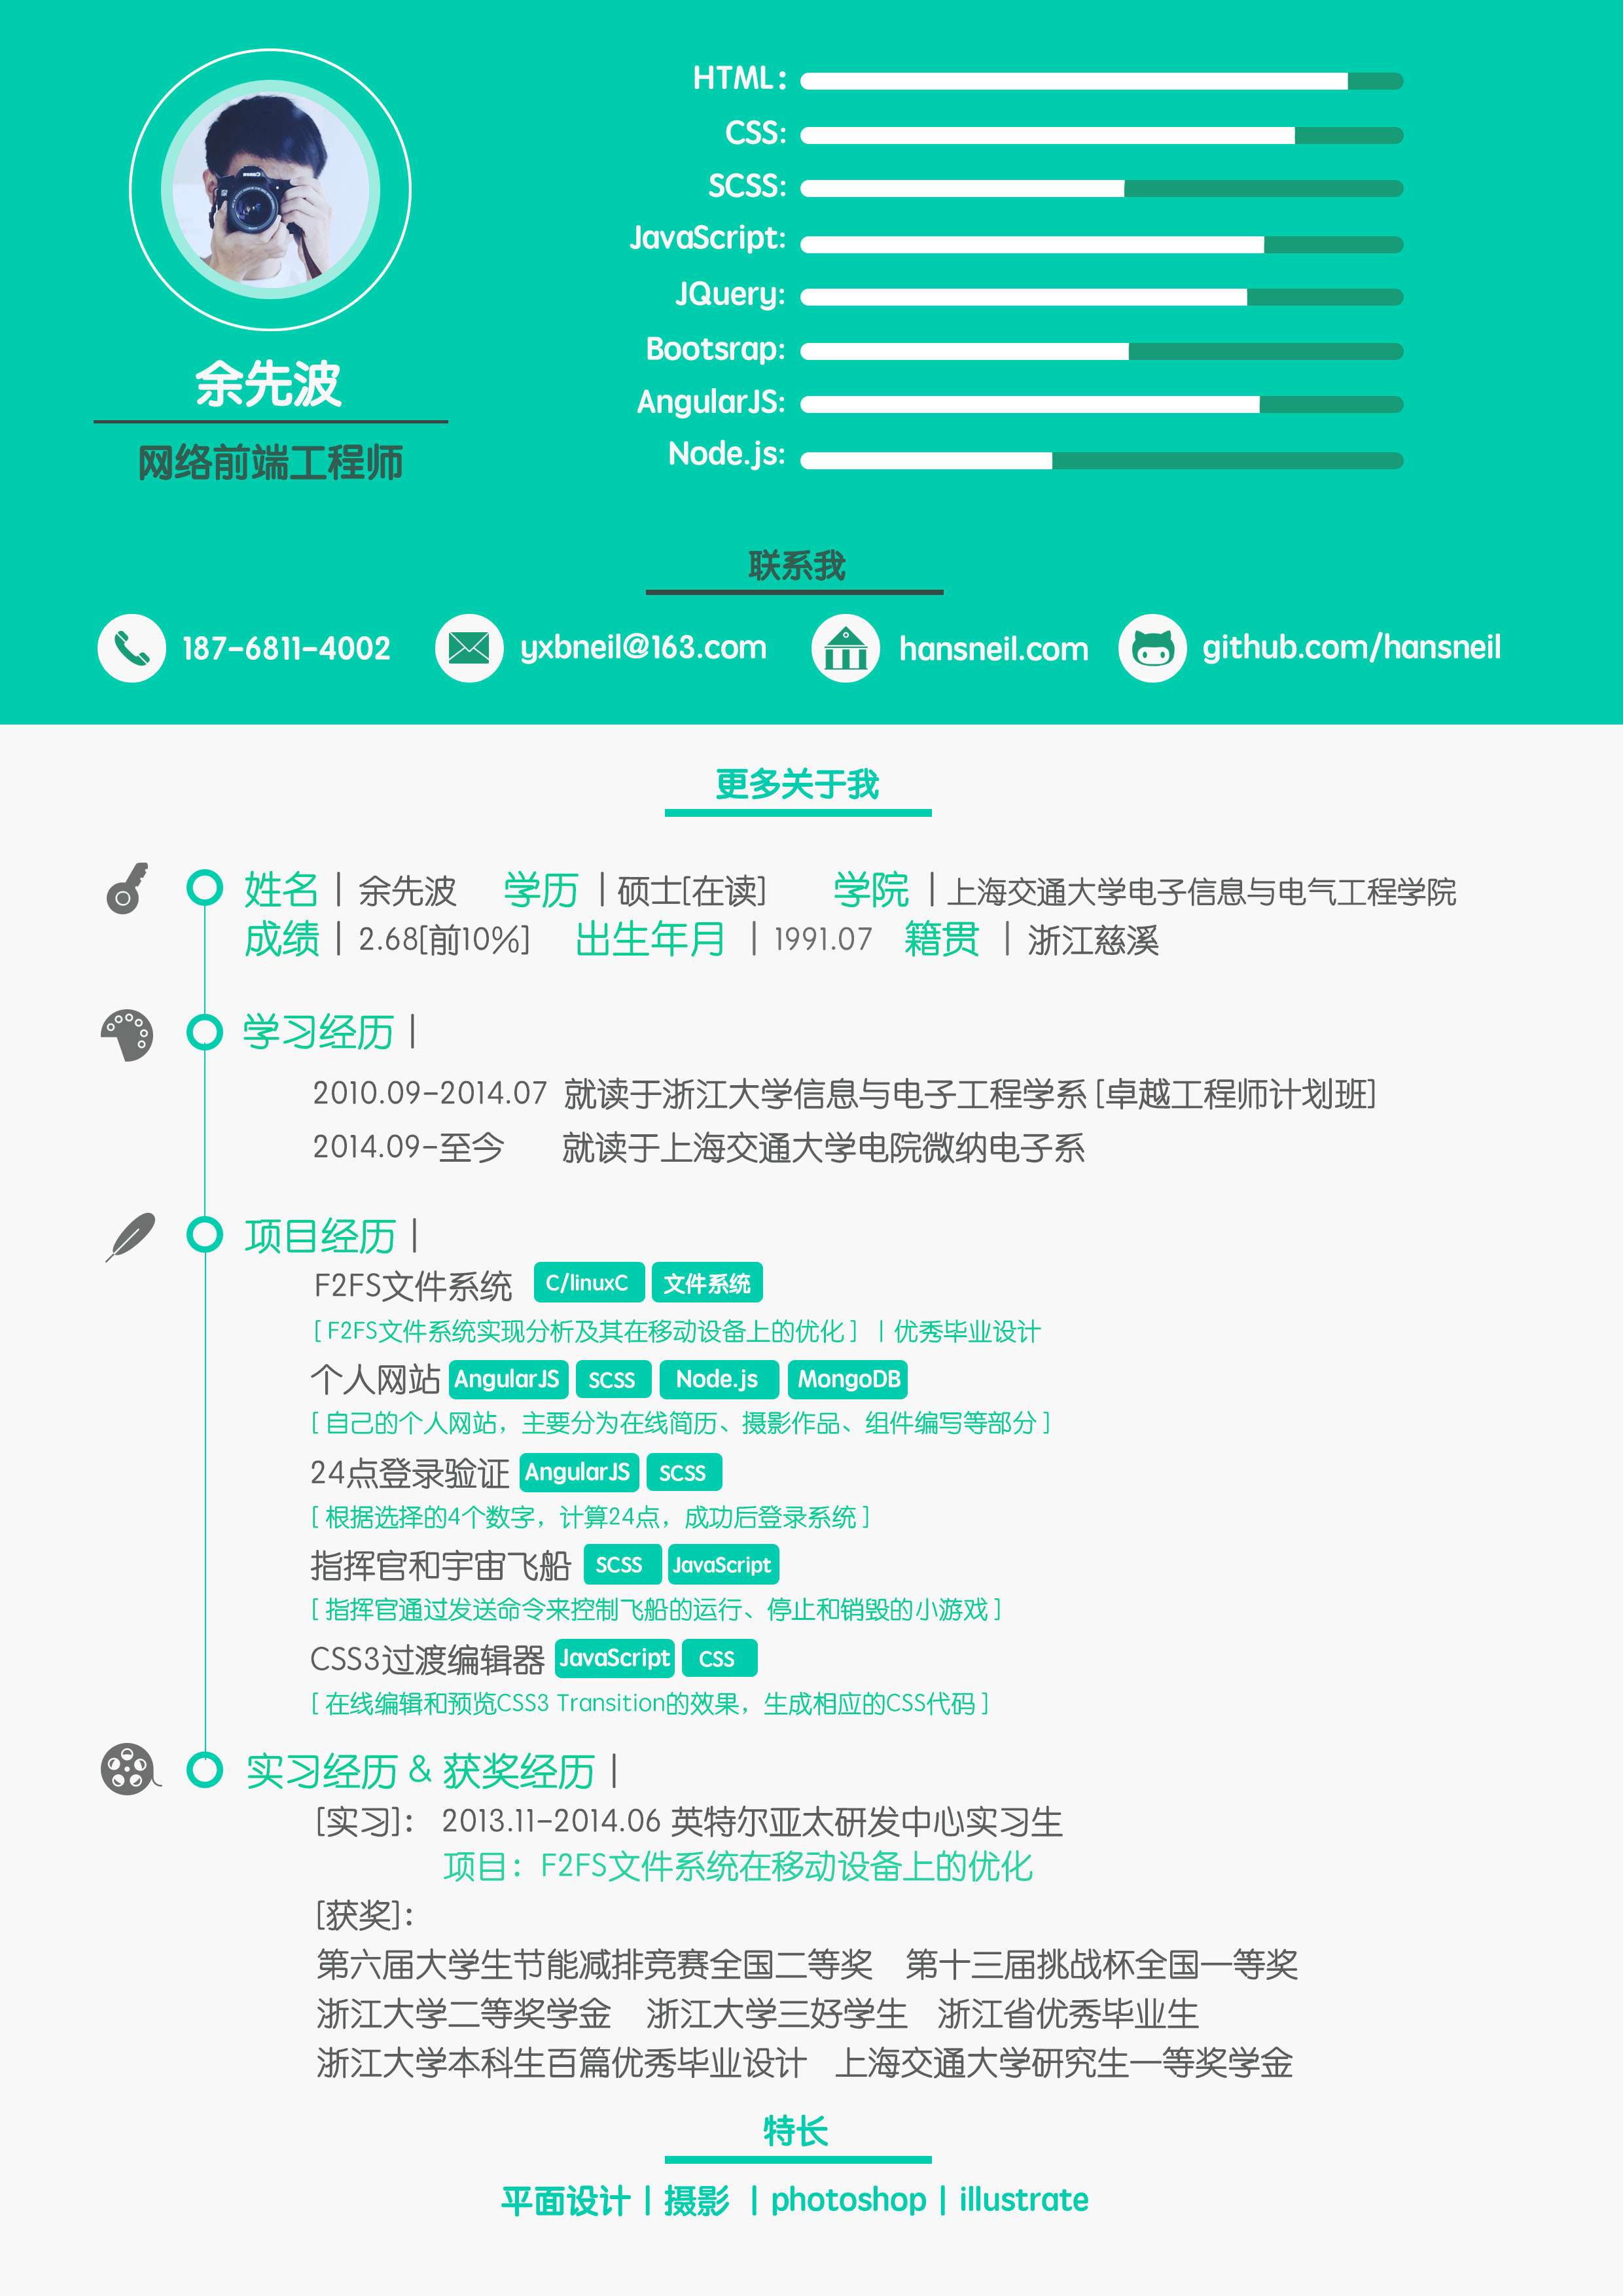 HTML:
CSS:
SCSS:
JavaScript:
JQuery:
Bootsrap:
AngularJS:
Node.js:
Canon
余先波
网络前端工程师
联系我
187-6811-4002 yxbneil@163.com hansneil.com github.com/hansneil
更多关于我
姓名 | 余先波 学历 | 硕士[在读] 学院 | 上海交通大学电子信息与电气工程学院
成绩 | 2.68[前10%] 出生年月 | 1991.07 籍贯 | 浙江慈溪
学习经历 |
2010.09-2014.07 就读于浙江大学信息与电子工程学系 [卓越工程师计划班]
2014.09-至今 就读于上海交通大学电院微纳电子系
项目经历 |
F2FS文件系统 C/linuxC 文件系统
[ F2FS文件系统实现分析及其在移动设备上的优化 ] | 优秀毕业设计
个人网站 AngularJS SCSS Node.js MongoDB
[ 自己的个人网站，主要分为在线简历、摄影作品、组件编写等部分 ]
24点登录验证 AngularJS SCSS
[ 根据选择的4个数字，计算24点，成功后登录系统 ]
指挥官和宇宙飞船 SCSS JavaScript
[ 指挥官通过发送命令来控制飞船的运行、停止和销毁的小游戏 ]
CSS3过渡编辑器 JavaScript CSS
[ 在线编辑和预览CSS3 Transition的效果，生成相应的CSS代码 ]
实习经历 & 获奖经历 |
[实习]： 2013.11-2014.06 英特尔亚太研发中心实习生
项目：F2FS文件系统在移动设备上的优化
[获奖]：
第六届大学生节能减排竞赛全国二等奖 第十三届挑战杯全国一等奖
浙江大学二等奖学金 浙江大学三好学生 浙江省优秀毕业生
浙江大学本科生百篇优秀毕业设计 上海交通大学研究生一等奖学金
特长
平面设计 | 摄影 | photoshop | illustrate